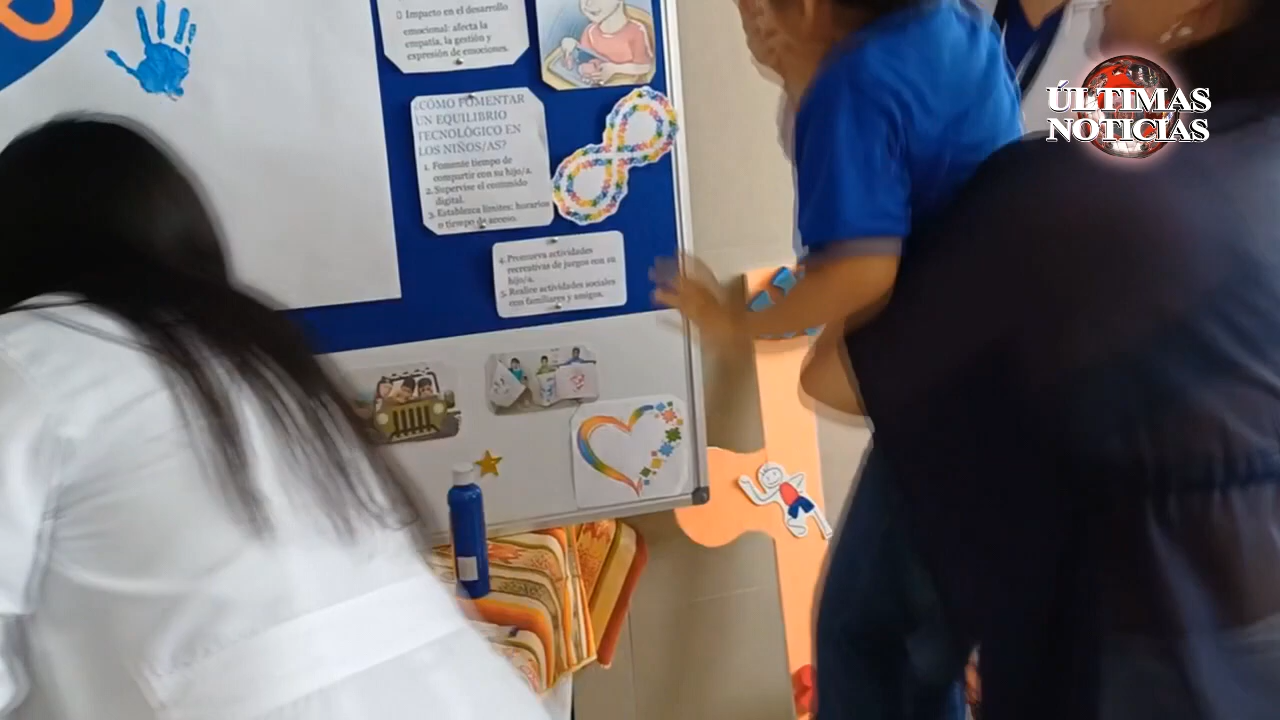 Impacto en el desarrollo
emocional: afecta la
empatía, la gestión y
expresión de emociones.
¿CÓMO FOMENTAR
UN EQUILIBRIO
TECNOLÓGICO EN
LOS NIÑOS/AS?
1. Fomente tiempo de
compartir con su hijo/a.
2. Supervise el contenido
digital.
3. Establezca límites: horarios
o tiempo de acceso.
4. Promueva actividades
recreativas de juegos con su
hijo/a.
5. Realice actividades sociales
con familiares y amigos.
ÚLTIMAS
NOTICIAS